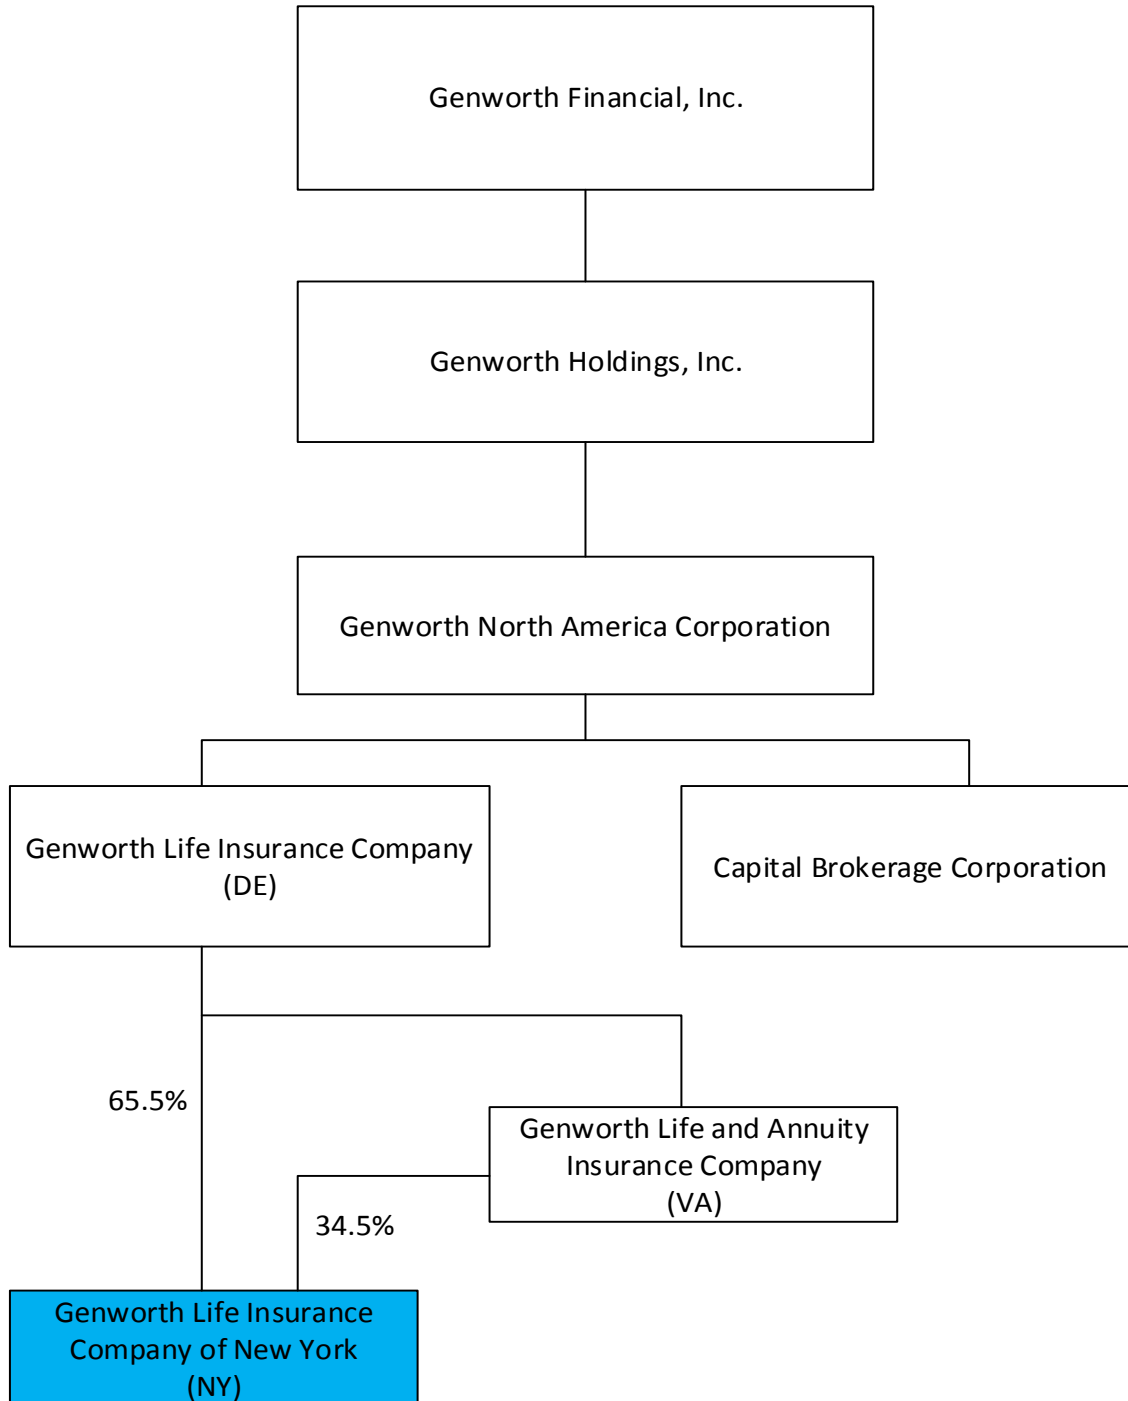 Genworth Financial, Inc.
Genworth Holdings, Inc.
Genworth North America Corporation
Genworth Life Insurance Company
(DE)
Capital Brokerage Corporation
65.5%
Genworth Life and Annuity
Insurance Company
(VA)
34.5%
Genworth Life Insurance
Company of New York
(NY)